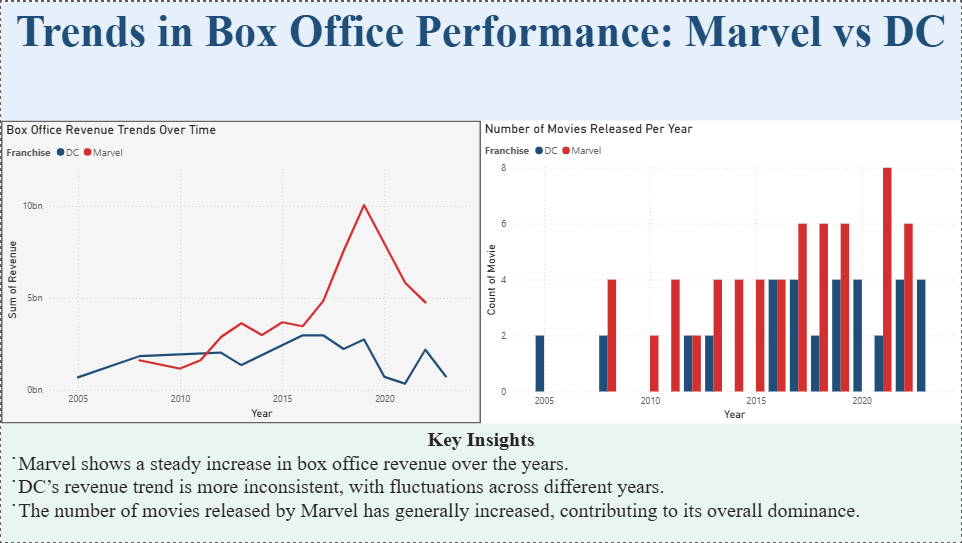 Trends in Box Office Performance: Marvel vs DC
Box Office Revenue Trends Over Time
Franchise DC Marvel
Sum of Revenue
10bn
5bn
0bn
2005 2010 2015 2020
Year
Number of Movies Released Per Year
Franchise DC Marvel
Count of Movie
8
6
4
2
0
2005 2010 2015 2020
Year
Key Insights
˙Marvel shows a steady increase in box office revenue over the years.
˙DC’s revenue trend is more inconsistent, with fluctuations across different years.
˙The number of movies released by Marvel has generally increased, contributing to its overall dominance.